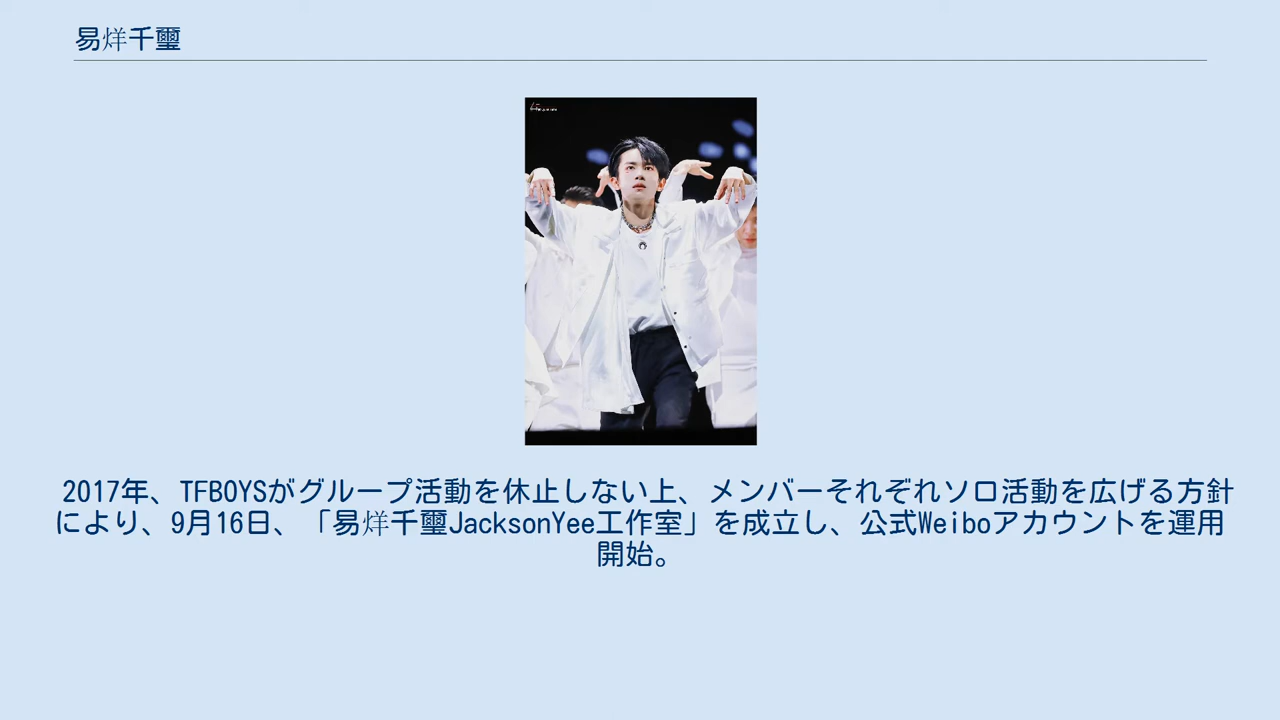 易烊千璽
2017年、TFBOYSがグループ活動を休止しない上、メンバーそれぞれソロ活動を広げる方針
により、9月16日、「易烊千璽JacksonYee工作室」を成立し、公式Weiboアカウントを運用
開始。